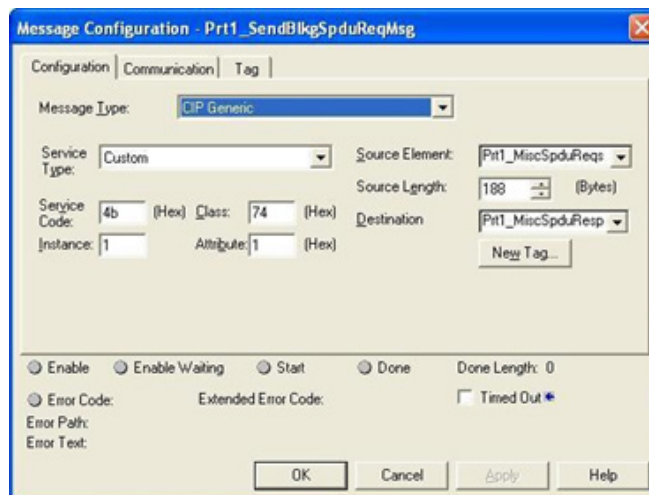 Message Configuration - Prt1_SendBlkgSpduReqMsg
Configuration Communication Tag
Message Type: CIP Generic
Service Type: Custom
Source Element: Prt1_MiscSpduReqs
Source Length: 188 (Bytes)
Service Code: 4b (Hex) Class: 74 (Hex)
Destination Prt1_MiscSpduResp
Instance: 1 Attribute: 1 (Hex)
New Tag...
Enable Enable Waiting Start Done Done Length: 0
Error Code: Extended Error Code: Timed Out
Error Path:
Error Text:
OK Cancel Apply Help